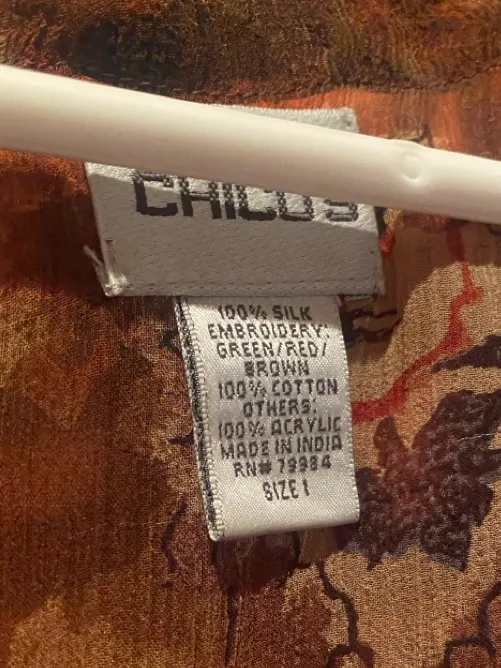 CHICO'S
100% SILK
EMBROIDERY:
GREEN/RED/
BROWN
100% COTTON
OTHERS:
100% ACRYLIC
MADE IN INDIA
RN# 79984
SIZE 1